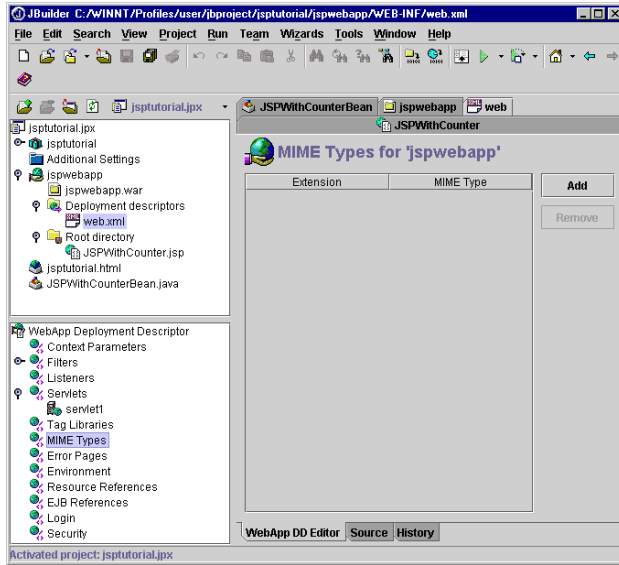 JBuilder C:/WINNT/Profiles/user/jbproject/jsptutorial/jspwebapp/WEB-INF/web.xml
File Edit Search View Project Run Team Wizards Tools Window Help
jsptutorial.jpx
JSPWithCounterBean jspwebapp web
JSPWithCounter
jsptutorial.jpx
jsptutorial
Additional Settings
jspwebapp
jspwebapp.war
Deployment descriptors
web.xml
Root directory
JSPWithCounter.jsp
jsptutorial.html
JSPWithCounterBean.java
MIME Types for 'jspwebapp'
Extension MIME Type
Add
Remove
WebApp Deployment Descriptor
Context Parameters
Filters
Listeners
Servlets
servlet1
Tag Libraries
MIME Types
Error Pages
Environment
Resource References
EJB References
Login
Security
WebApp DD Editor Source History
Activated project: jsptutorial.jpx